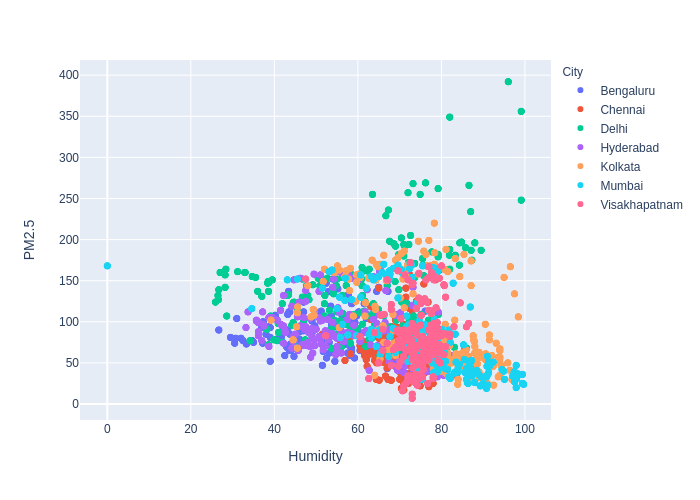 400
350
300
250
200
150
100
50
0
PM2.5
0 20 40 60 80 100
Humidity
City
Bengaluru
Chennai
Delhi
Hyderabad
Kolkata
Mumbai
Visakhapatnam